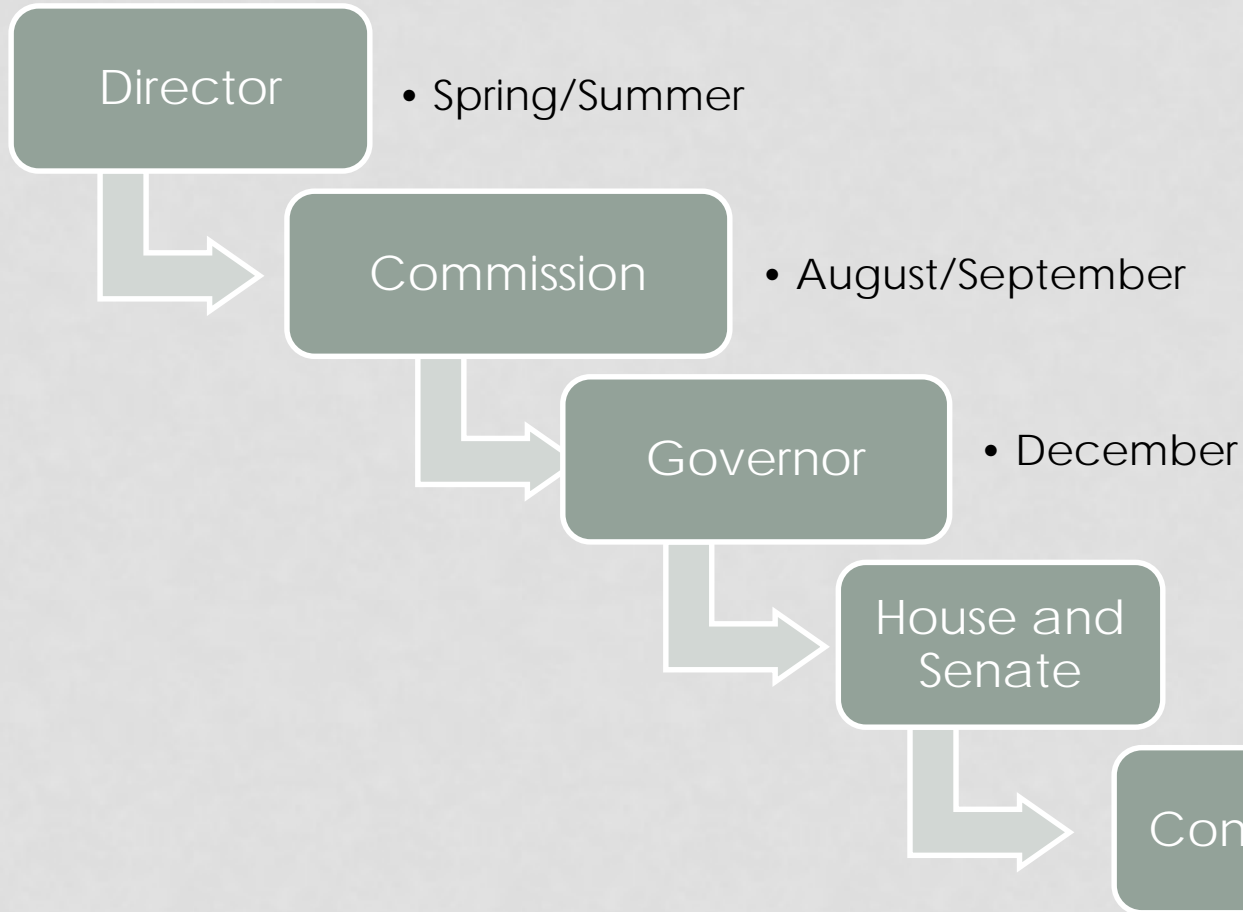 Director
• Spring/Summer
Commission
• August/September
Governor
• December
House and
Senate